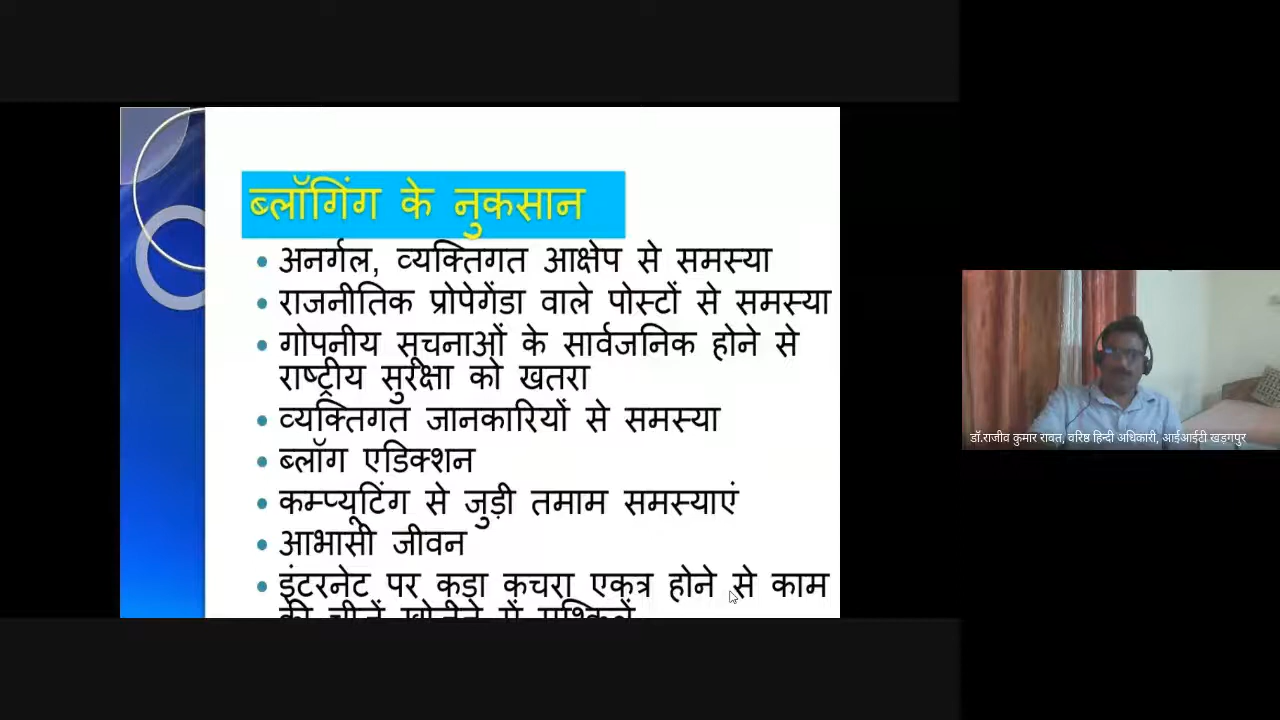 ब्लॉगिंग के नुकसान
• अनर्गल, व्यक्तिगत आक्षेप से समस्या
• राजनीतिक प्रोपेगेंडा वाले पोस्टों से समस्या
• गोपनीय सूचनाओं के सार्वजनिक होने से
राष्ट्रीय सुरक्षा को खतरा
• व्यक्तिगत जानकारियों से समस्या
• ब्लॉग एडिक्शन
• कम्प्यूटिंग से जुड़ी तमाम समस्याएं
• आभासी जीवन
• इंटरनेट पर कड़ा कचरा एकत्र होने से काम
की चीजें में
डॉ.राजीव कुमार रावत, वरिष्ठ हिन्दी अधिकारी, आईआईटी खड़गपुर